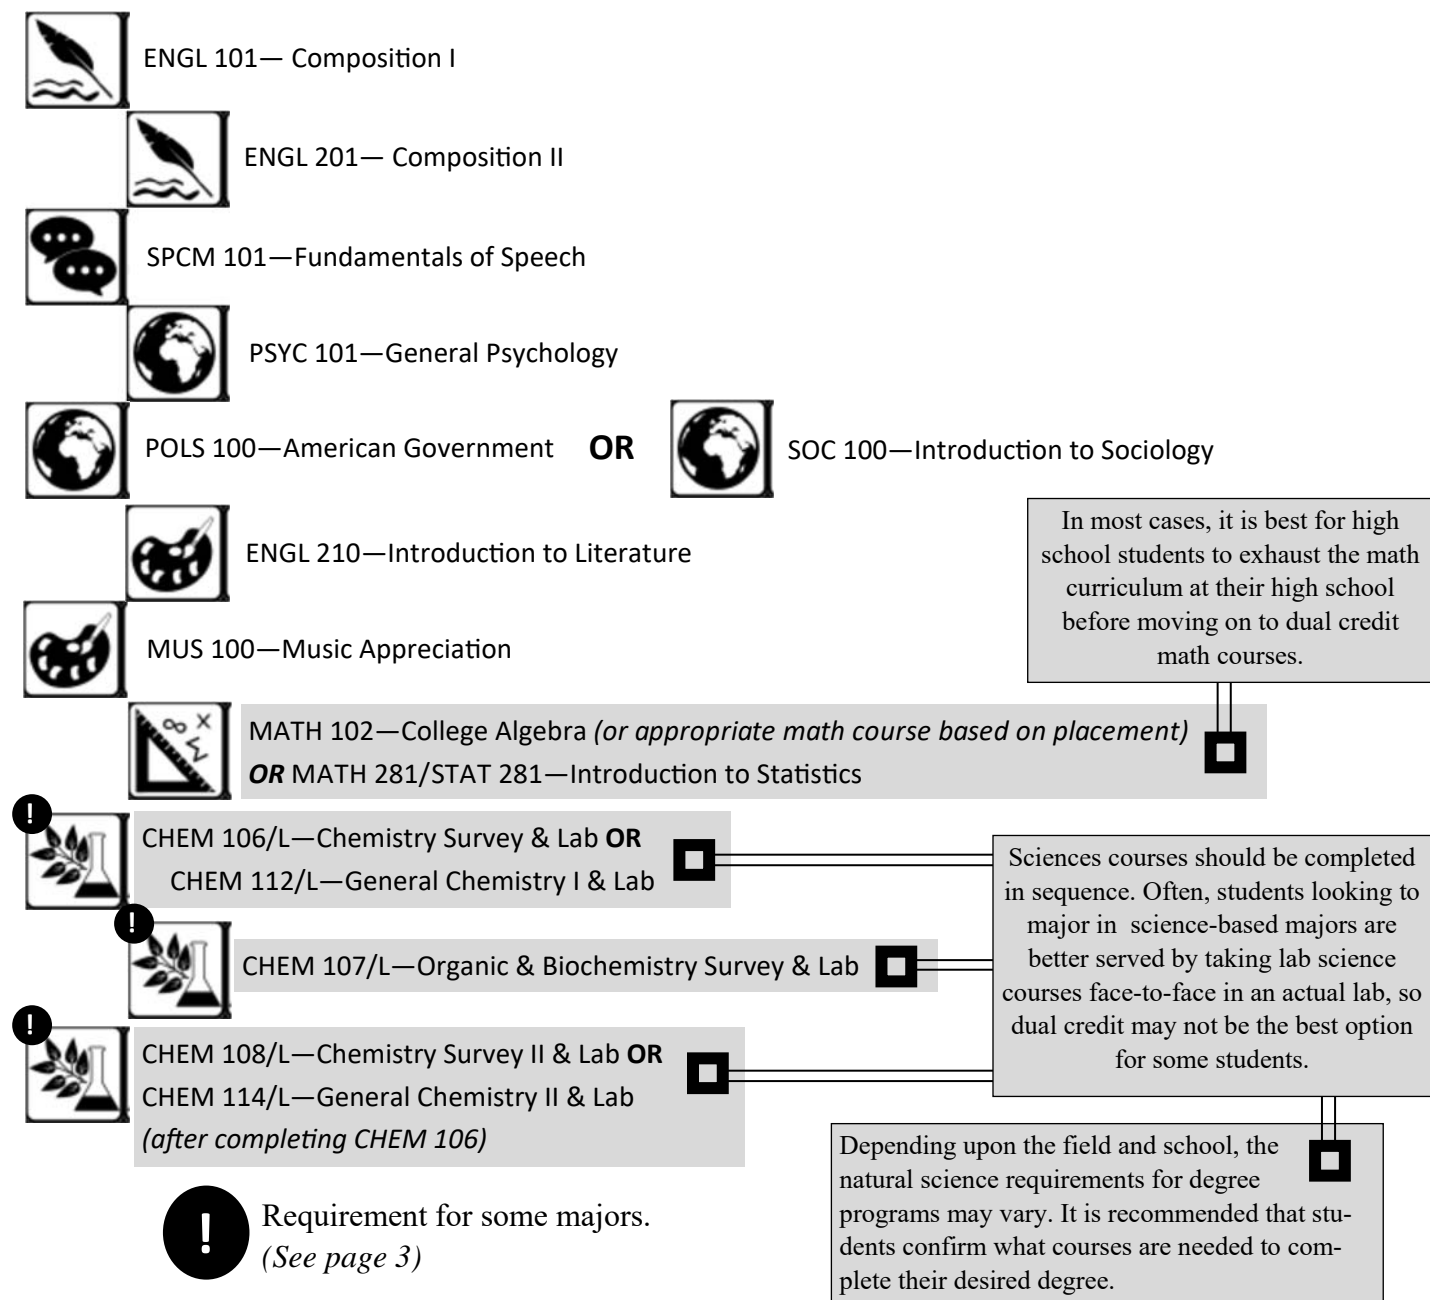 ENGL 101— Composition I
ENGL 201— Composition II
SPCM 101—Fundamentals of Speech
PSYC 101—General Psychology
POLS 100—American Government OR SOC 100—Introduction to Sociology
ENGL 210—Introduction to Literature
MUS 100—Music Appreciation
In most cases, it is best for high
school students to exhaust the math
curriculum at their high school
before moving on to dual credit
math courses.
MATH 102—College Algebra (or appropriate math course based on placement)
OR MATH 281/STAT 281—Introduction to Statistics
!
CHEM 106/L—Chemistry Survey & Lab OR
CHEM 112/L—General Chemistry I & Lab
!
CHEM 107/L—Organic & Biochemistry Survey & Lab
!
CHEM 108/L—Chemistry Survey II & Lab OR
CHEM 114/L—General Chemistry II & Lab
(after completing CHEM 106)
Sciences courses should be completed
in sequence. Often, students looking to
major in science-based majors are
better served by taking lab science
courses face-to-face in an actual lab, so
dual credit may not be the best option
for some students.
Depending upon the field and school, the
natural science requirements for degree
programs may vary. It is recommended that stu-
dents confirm what courses are needed to com-
plete their desired degree.
!
Requirement for some majors.
(See page 3)